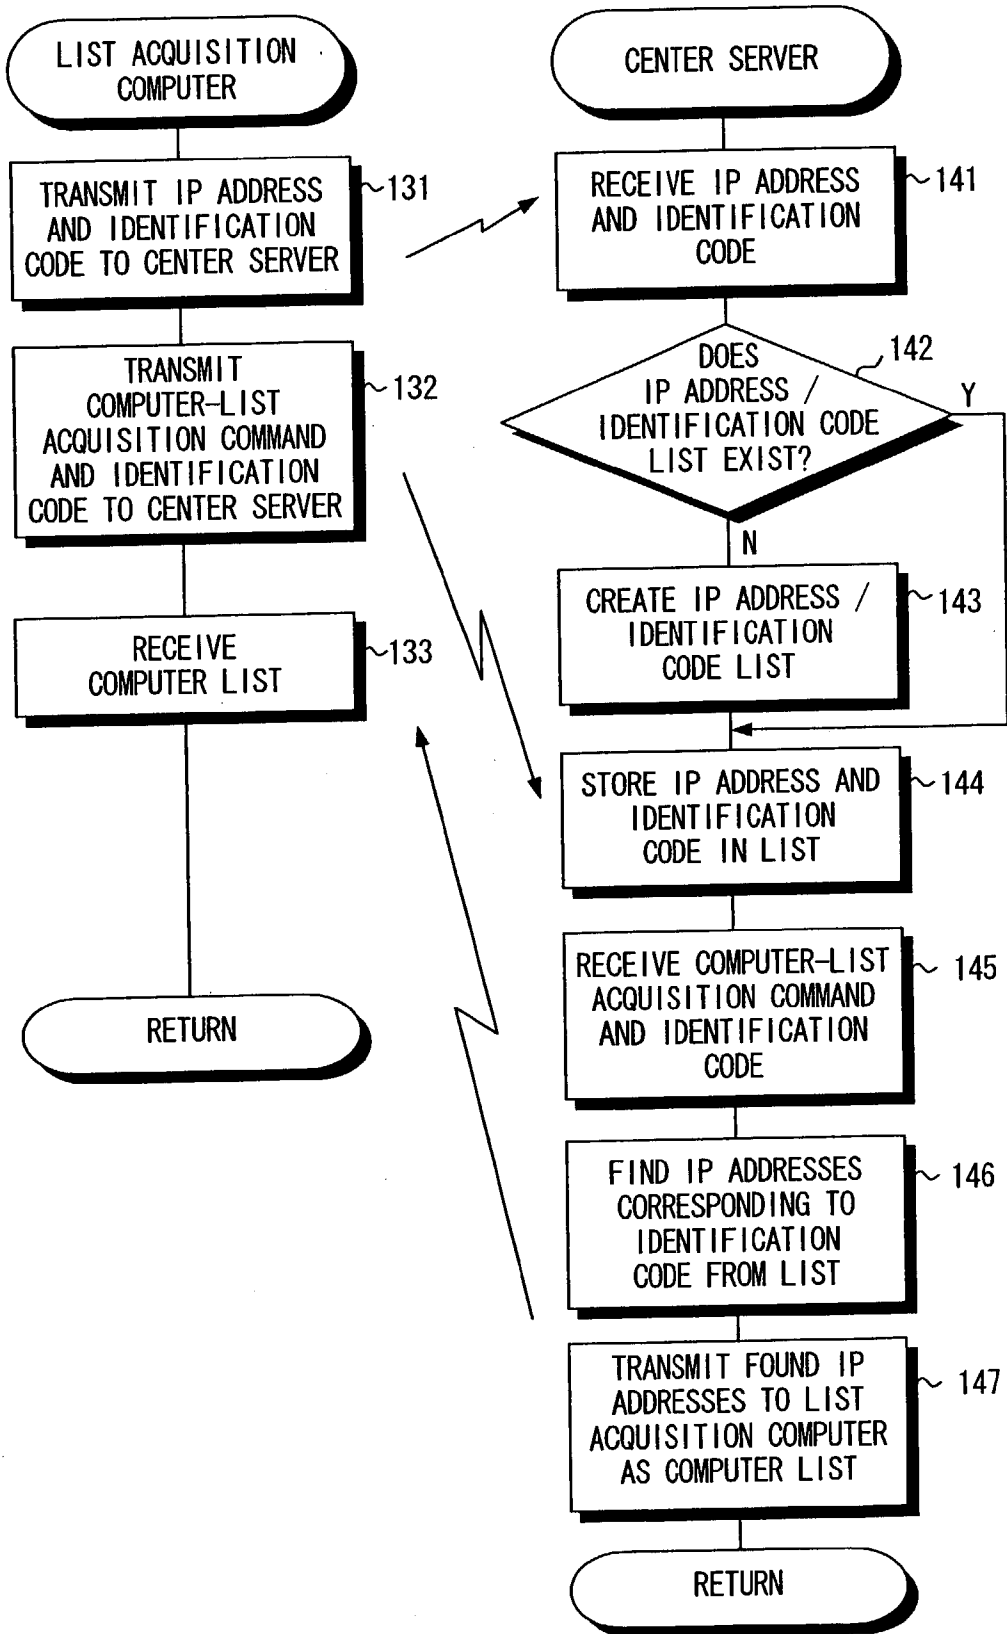 LIST ACQUISITION
COMPUTER
TRANSMIT IP ADDRESS
AND IDENTIFICATION
CODE TO CENTER SERVER
131
TRANSMIT
COMPUTER-LIST
ACQUISITION COMMAND
AND IDENTIFICATION
CODE TO CENTER SERVER
132
RECEIVE
COMPUTER LIST
133
RETURN
CENTER SERVER
RECEIVE IP ADDRESS
AND IDENTIFICATION
CODE
141
DOES
IP ADDRESS /
IDENTIFICATION CODE
LIST EXIST?
142
Y
N
CREATE IP ADDRESS /
IDENTIFICATION
CODE LIST
143
STORE IP ADDRESS AND
IDENTIFICATION
CODE IN LIST
144
RECEIVE COMPUTER-LIST
ACQUISITION COMMAND
AND IDENTIFICATION
CODE
145
FIND IP ADDRESSES
CORRESPONDING TO
IDENTIFICATION
CODE FROM LIST
146
TRANSMIT FOUND IP
ADDRESSES TO LIST
ACQUISITION COMPUTER
AS COMPUTER LIST
147
RETURN